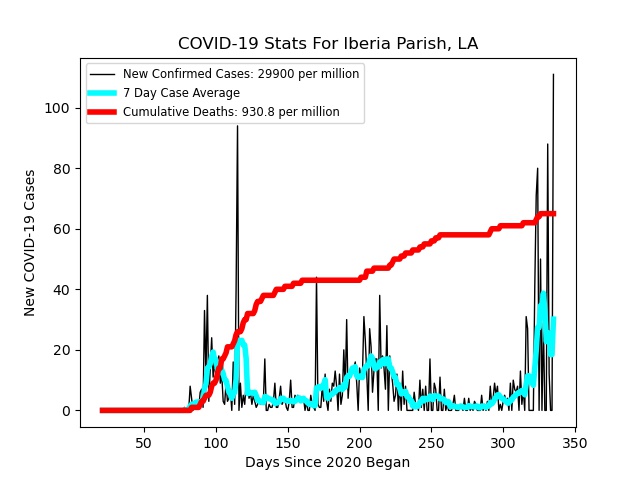 COVID-19 Stats For Iberia Parish, LA
New Confirmed Cases: 29900 per million
7 Day Case Average
Cumulative Deaths: 930.8 per million
New COVID-19 Cases
100
80
60
40
20
0
50 100 150 200 250 300 350
Days Since 2020 Began